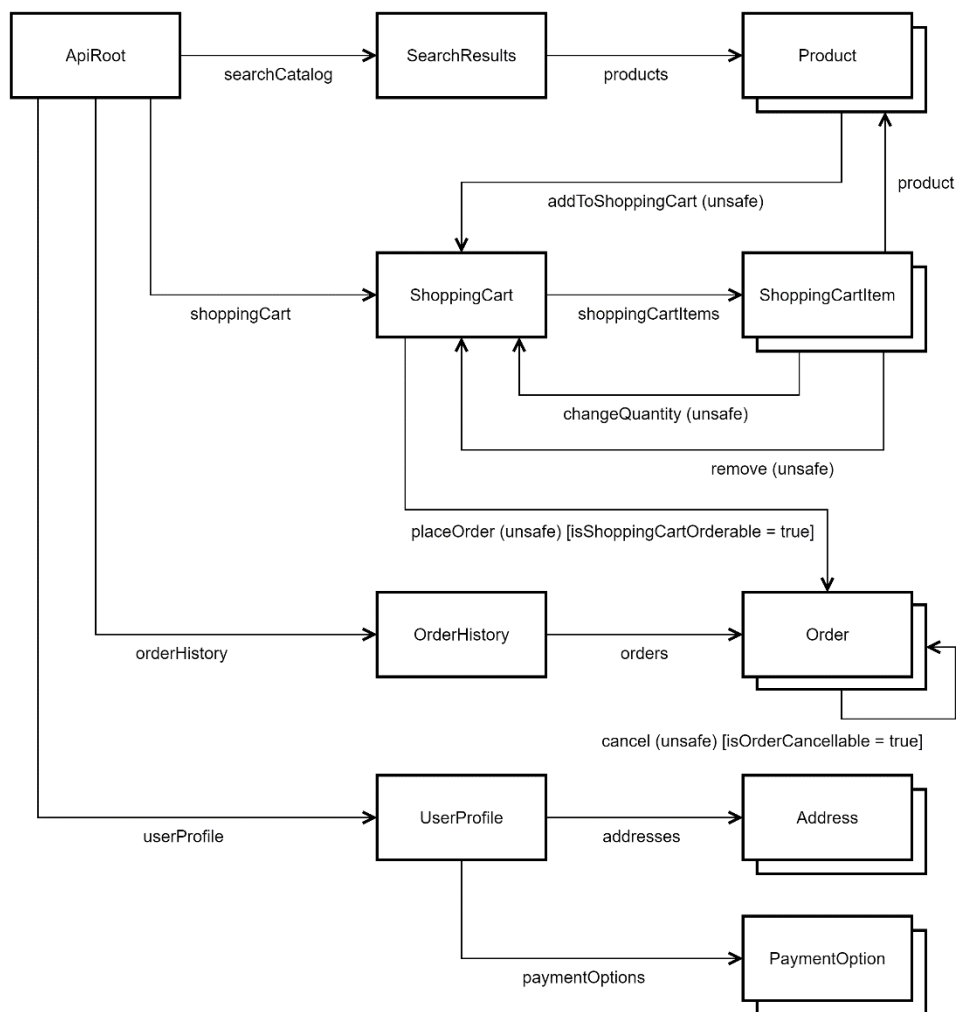 ApiRoot
searchCatalog
SearchResults
products
Product
addToShoppingCart (unsafe)
product
shoppingCart
ShoppingCart
shoppingCartItems
ShoppingCartItem
changeQuantity (unsafe)
remove (unsafe)
placeOrder (unsafe) [isShoppingCartOrderable = true]
orderHistory
OrderHistory
orders
Order
cancel (unsafe) [isOrderCancellable = true]
userProfile
UserProfile
addresses
Address
paymentOptions
PaymentOption